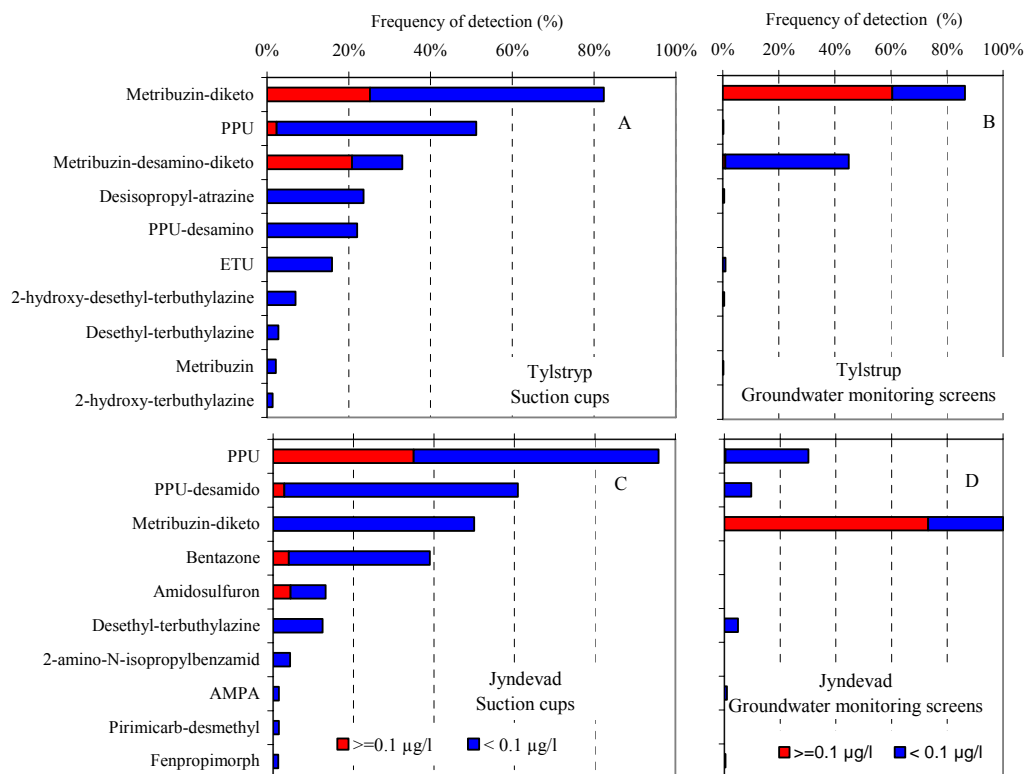 Frequency of detection (%)
0% 20% 40% 60% 80% 100%
Metribuzin-diketo
PPU
Metribuzin-desamino-diketo
Desisopropyl-atrazine
PPU-desamino
ETU
2-hydroxy-desethyl-terbuthylazine
Desethyl-terbuthylazine
Metribuzin
2-hydroxy-terbuthylazine
A
Tylstryp
Suction cups
Frequency of detection (%)
0% 20% 40% 60% 80% 100%
B
Tylstrup
Groundwater monitoring screens
PPU
PPU-desamido
Metribuzin-diketo
Bentazone
Amidosulfuron
Desethyl-terbuthylazine
2-amino-N-isopropylbenzamid
AMPA
Pirimicarb-desmethyl
Fenpropimorph
C
Jyndevad
Suction cups
>=0.1 µg/l < 0.1 µg/l
D
Jyndevad
Groundwater monitoring screens
>=0.1 µg/l < 0.1 µg/l